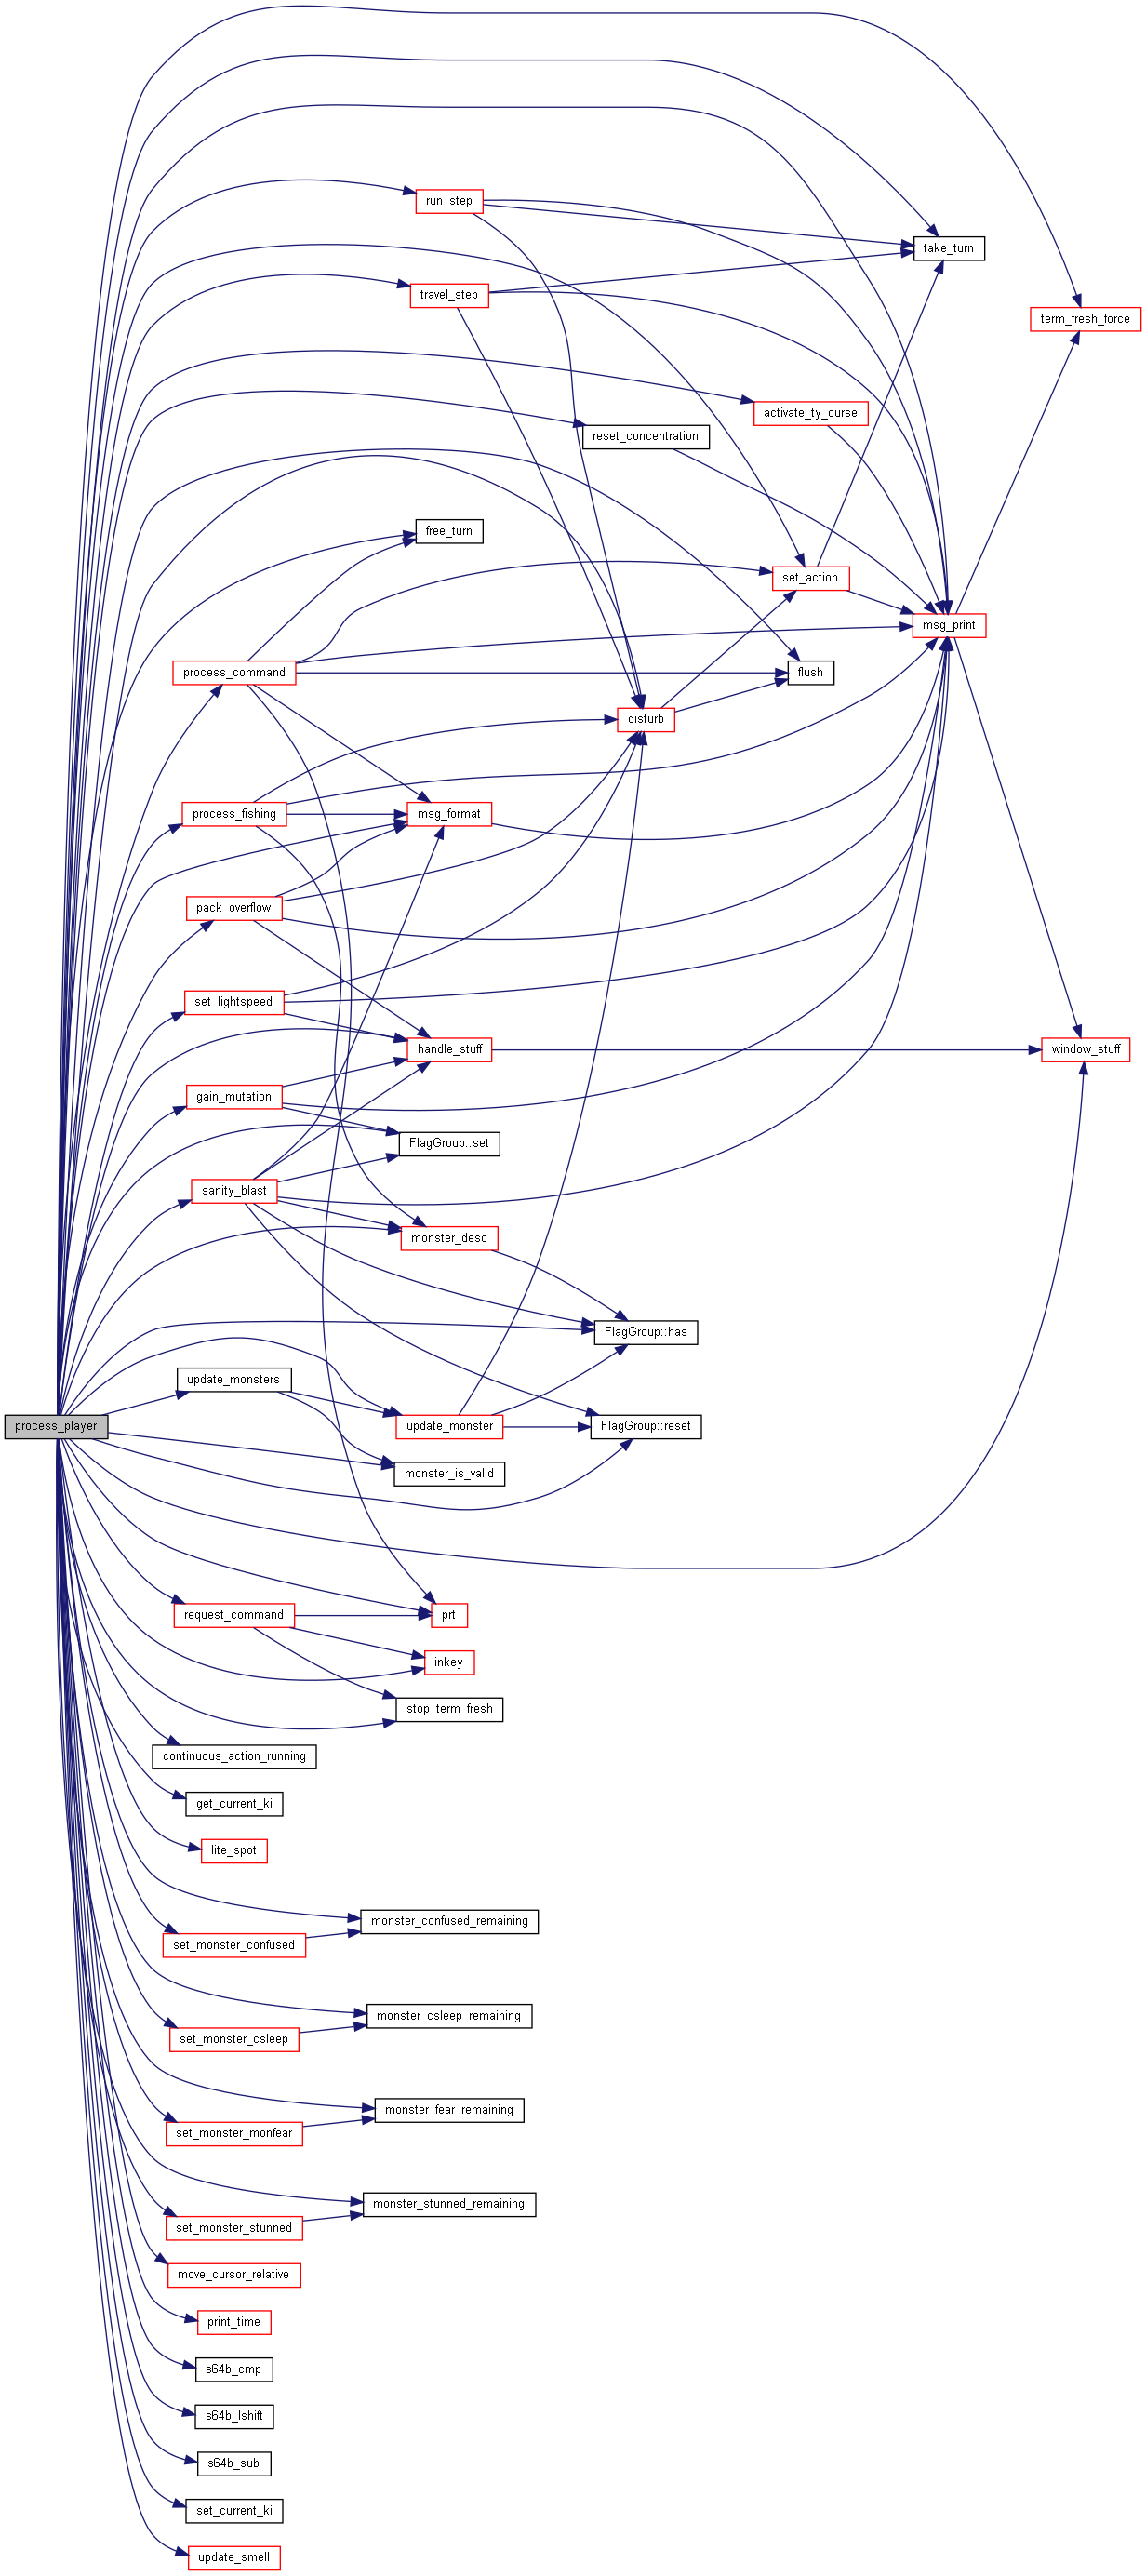 run_step
take_turn
travel_step
term_fresh_force
activate_ty_curse
reset_concentration
free_turn
set_action
msg_print
process_command
flush
disturb
process_fishing
msg_format
pack_overflow
set_lightspeed
handle_stuff
window_stuff
gain_mutation
FlagGroup::set
sanity_blast
monster_desc
FlagGroup::has
update_monsters
process_player
update_monster
FlagGroup::reset
monster_is_valid
request_command
prt
inkey
stop_term_fresh
continuous_action_running
get_current_ki
lite_spot
monster_confused_remaining
set_monster_confused
monster_csleep_remaining
set_monster_csleep
monster_fear_remaining
set_monster_monfear
monster_stunned_remaining
set_monster_stunned
move_cursor_relative
print_time
s64b_cmp
s64b_lshift
s64b_sub
set_current_ki
update_smell